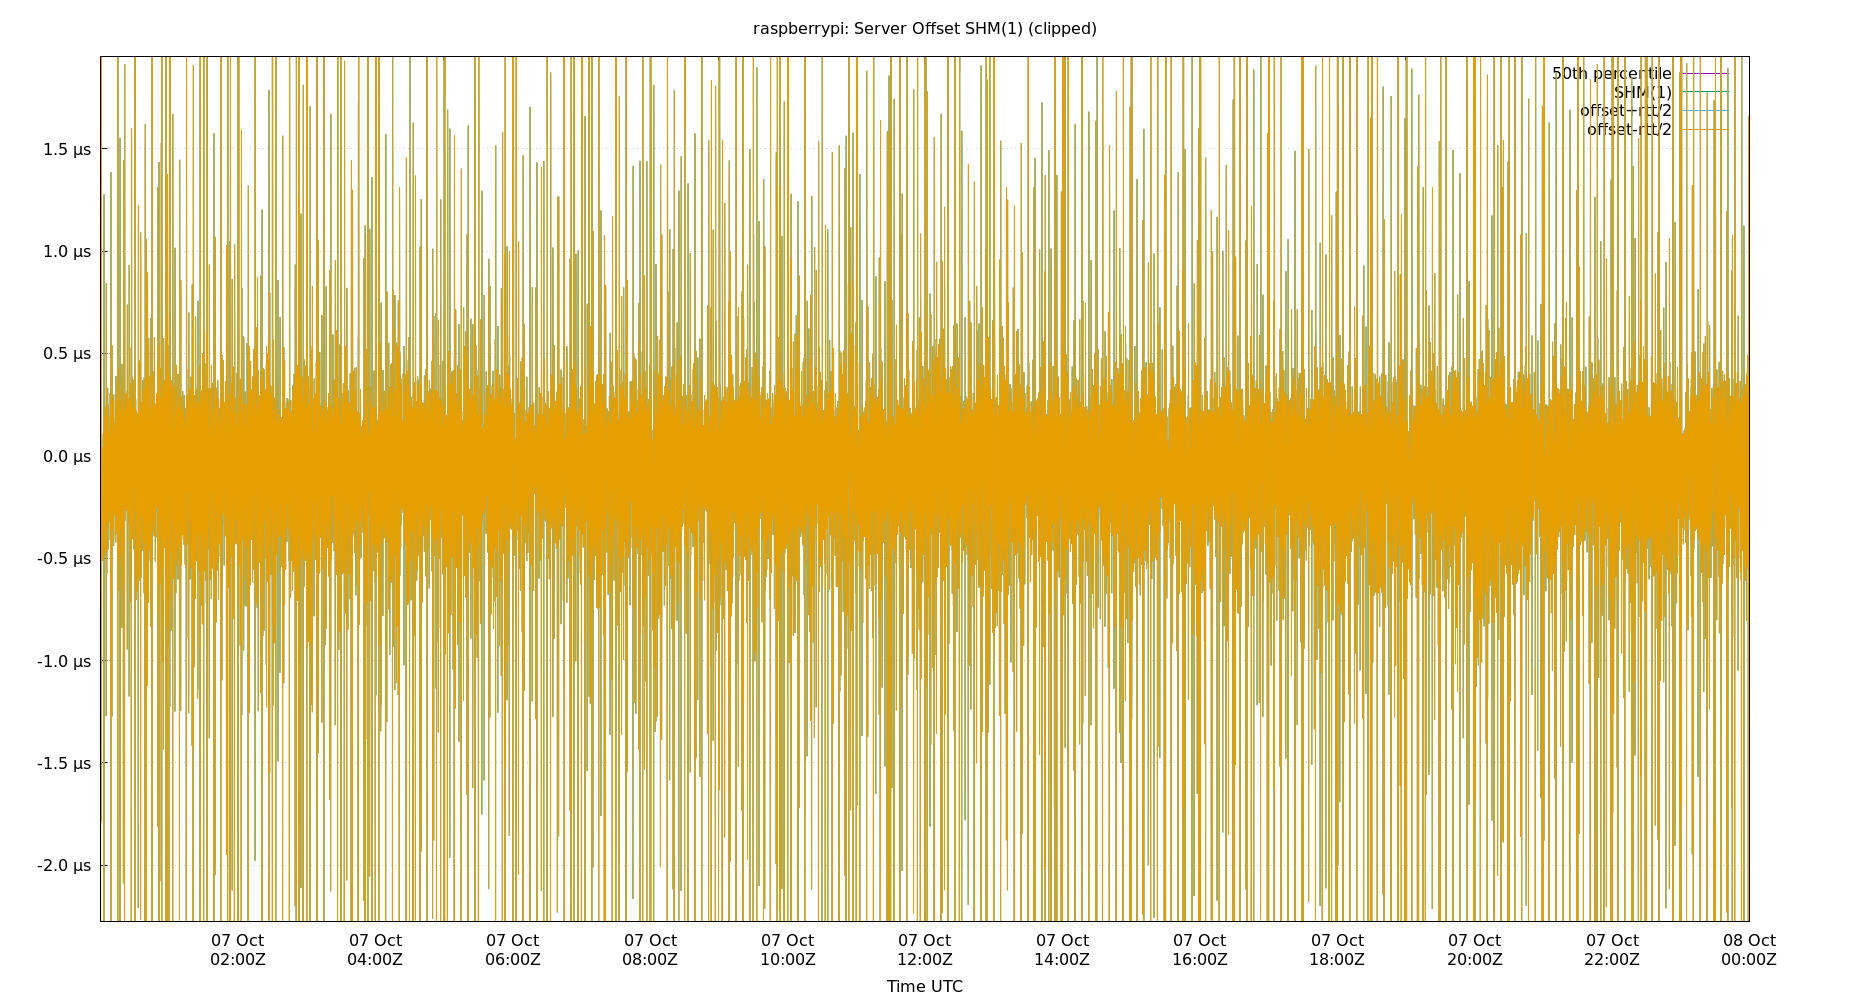 raspberrypi: Server Offset SHM(1) (clipped)
50th percentile
SHM(1)
offset+rtt/2
offset-rtt/2
1.5 µs
1.0 µs
0.5 µs
0.0 µs
-0.5 µs
-1.0 µs
-1.5 µs
-2.0 µs
07 Oct 07 Oct 07 Oct 07 Oct 07 Oct 07 Oct 07 Oct 07 Oct 07 Oct 07 Oct 07 Oct 08 Oct
02:00Z 04:00Z 06:00Z 08:00Z 10:00Z 12:00Z 14:00Z 16:00Z 18:00Z 20:00Z 22:00Z 00:00Z
Time UTC